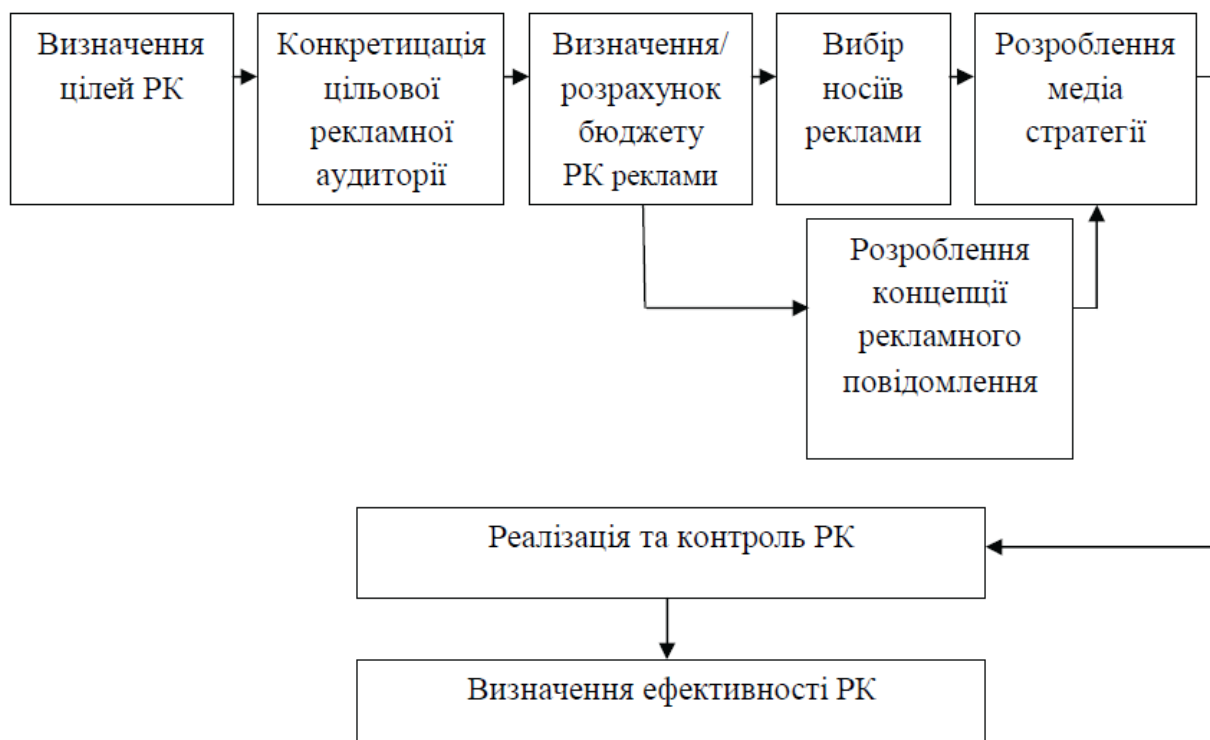 Визначення
цілей РК
Конкретицація
цільової
рекламної
аудиторії
Визначення/
розрахунок
бюджету
РК реклами
Вибір
носіїв
реклами
Розроблення
медіа
стратегії
Розроблення
концепції
рекламного
повідомлення
Реалізація та контроль РК
Визначення ефективності РК